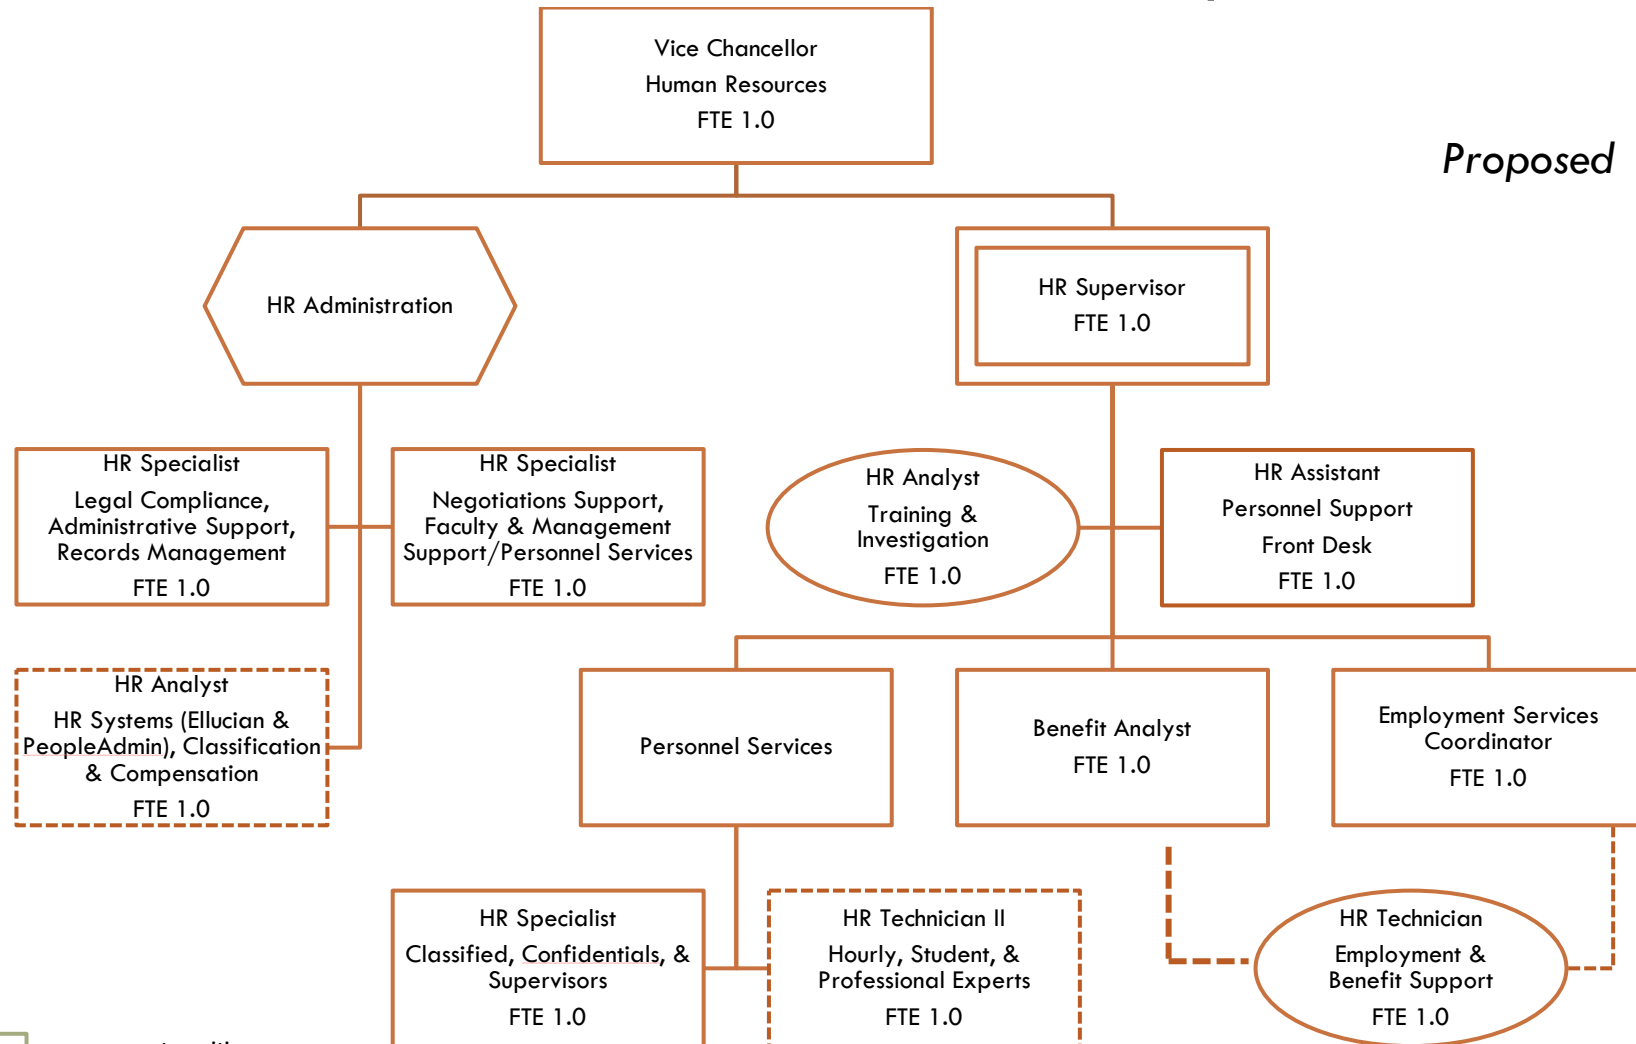 Vice Chancellor
Human Resources
FTE 1.0
Proposed
HR Administration
HR Supervisor
FTE 1.0
HR Specialist
Legal Compliance,
Administrative Support,
Records Management
FTE 1.0
HR Specialist
Negotiations Support,
Faculty & Management
Support/Personnel Services
FTE 1.0
HR Analyst
Training &
Investigation
FTE 1.0
HR Assistant
Personnel Support
Front Desk
FTE 1.0
HR Analyst
HR Systems (Ellucian &
PeopleAdmin), Classification
& Compensation
FTE 1.0
Personnel Services
Benefit Analyst
FTE 1.0
Employment Services
Coordinator
FTE 1.0
HR Specialist
Classified, Confidentials, &
Supervisors
FTE 1.0
HR Technician II
Hourly, Student, &
Professional Experts
FTE 1.0
HR Technician
Employment &
Benefit Support
FTE 1.0